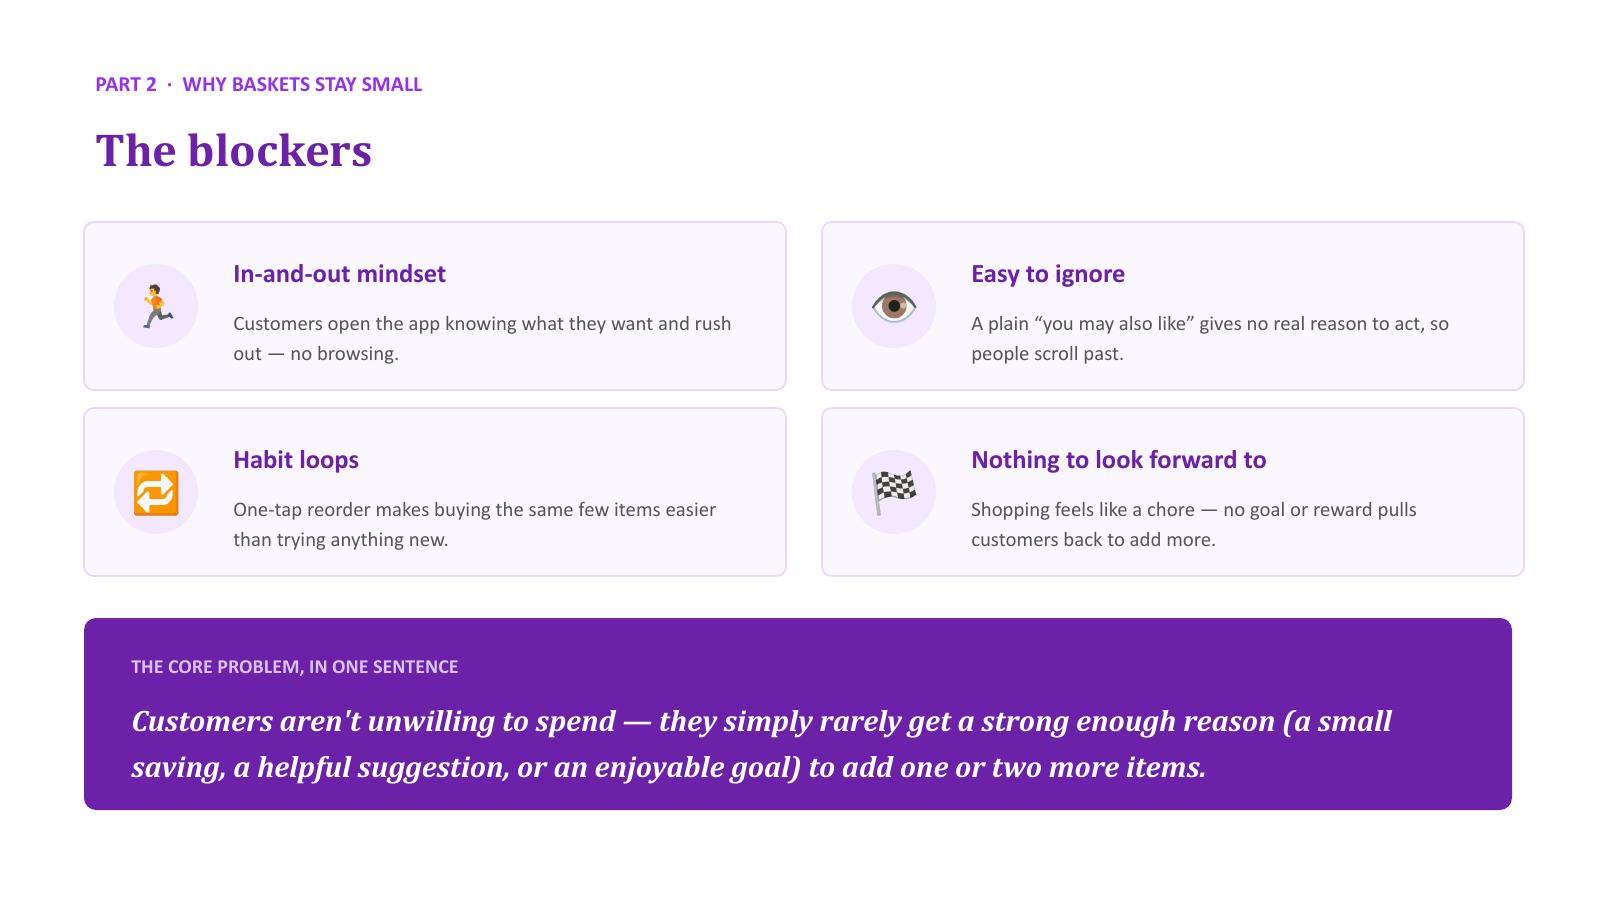 PART 2 · WHY BASKETS STAY SMALL
The blockers
In-and-out mindset
Customers open the app knowing what they want and rush
out — no browsing.
Easy to ignore
A plain “you may also like” gives no real reason to act, so
people scroll past.
Habit loops
One-tap reorder makes buying the same few items easier
than trying anything new.
Nothing to look forward to
Shopping feels like a chore — no goal or reward pulls
customers back to add more.
THE CORE PROBLEM, IN ONE SENTENCE
Customers aren't unwilling to spend — they simply rarely get a strong enough reason (a small
saving, a helpful suggestion, or an enjoyable goal) to add one or two more items.